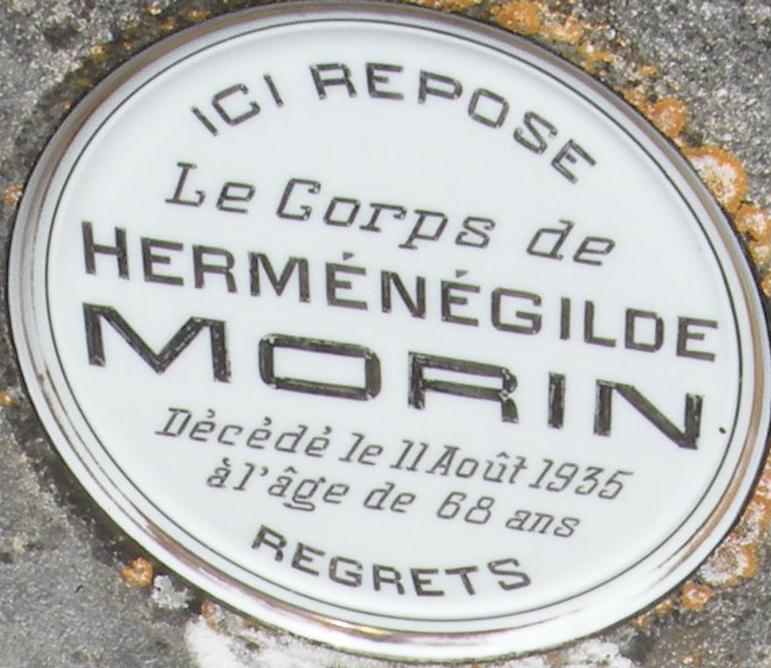 ICI REPOSE
Le Corps de
HERMÉNÉGILDE
MORIN
Décédé le 11 Août 1935
à l'âge de 68 ans
REGRETS